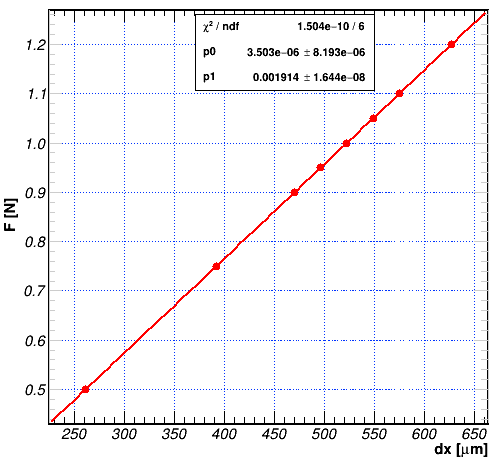 χ² / ndf 1.504e−10 / 6
p0 3.503e−06 ± 8.193e−06
p1 0.001914 ± 1.644e−08
F [N]
1.2
1.1
1.0
0.9
0.8
0.7
0.6
0.5
250 300 350 400 450 500 550 600 650
dx [μm]